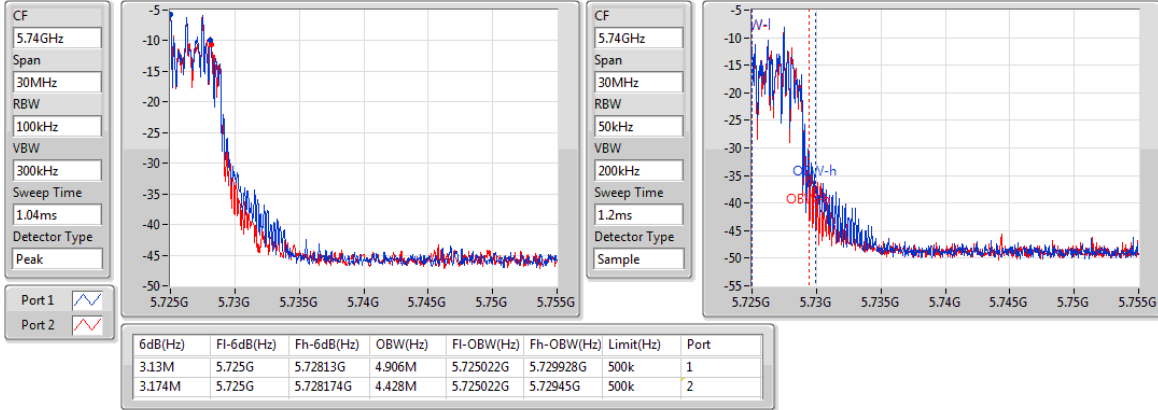 CF
5.74GHz
Span
30MHz
RBW
100kHz
VBW
300kHz
Sweep Time
1.04ms
Detector Type
Peak
Port 1
Port 2
-5
-10
-15
-20
-25
-30
-35
-40
-45
-50
5.725G 5.73G 5.735G 5.74G 5.745G 5.75G 5.755G
CF
5.74GHz
Span
30MHz
RBW
50kHz
VBW
200kHz
Sweep Time
1.2ms
Detector Type
Sample
-5
-10
-15
-20
-25
-30
-35
-40
-45
-50
-55
W-l
5.725G 5.73G 5.735G 5.74G 5.745G 5.75G 5.755G
6dB(Hz) Fl-6dB(Hz) Fh-6dB(Hz) OBW(Hz) Fl-OBW(Hz) Fh-OBW(Hz) Limit(Hz) Port
3.13M 5.725G 5.72813G 4.906M 5.725022G 5.729928G 500k 1
3.174M 5.725G 5.728174G 4.428M 5.725022G 5.72945G 500k 2